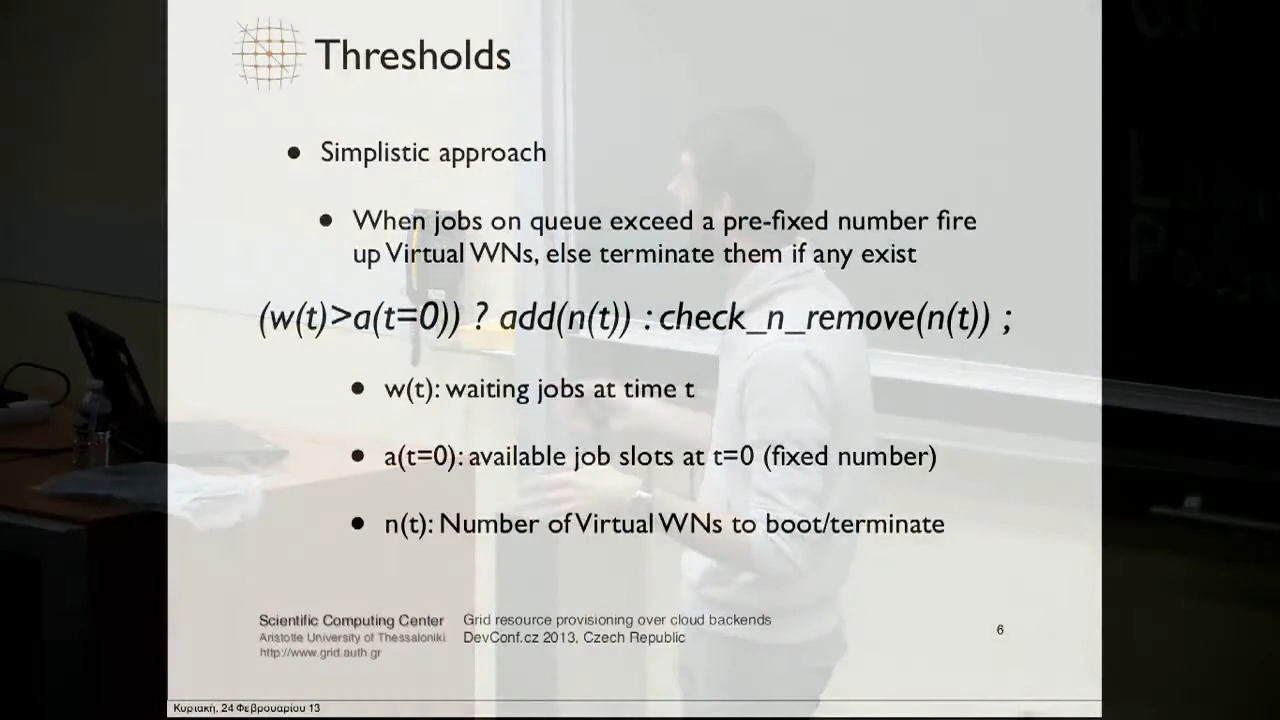 Thresholds
Simplistic approach
When jobs on queue exceed a pre-fixed number fire
up Virtual WNs, else terminate them if any exist
(w(t)>a(t=0)) ? add(n(t)) : check_n_remove(n(t)) ;
w(t): waiting jobs at time t
a(t=0): available job slots at t=0 (fixed number)
n(t): Number of Virtual WNs to boot/terminate
Scientific Computing Center
Aristotle University of Thessaloniki
http://www.grid.auth.gr
Grid resource provisioning over cloud backends
DevConf.cz 2013, Czech Republic
6
Κυριακή, 24 Φεβρουαρίου 13